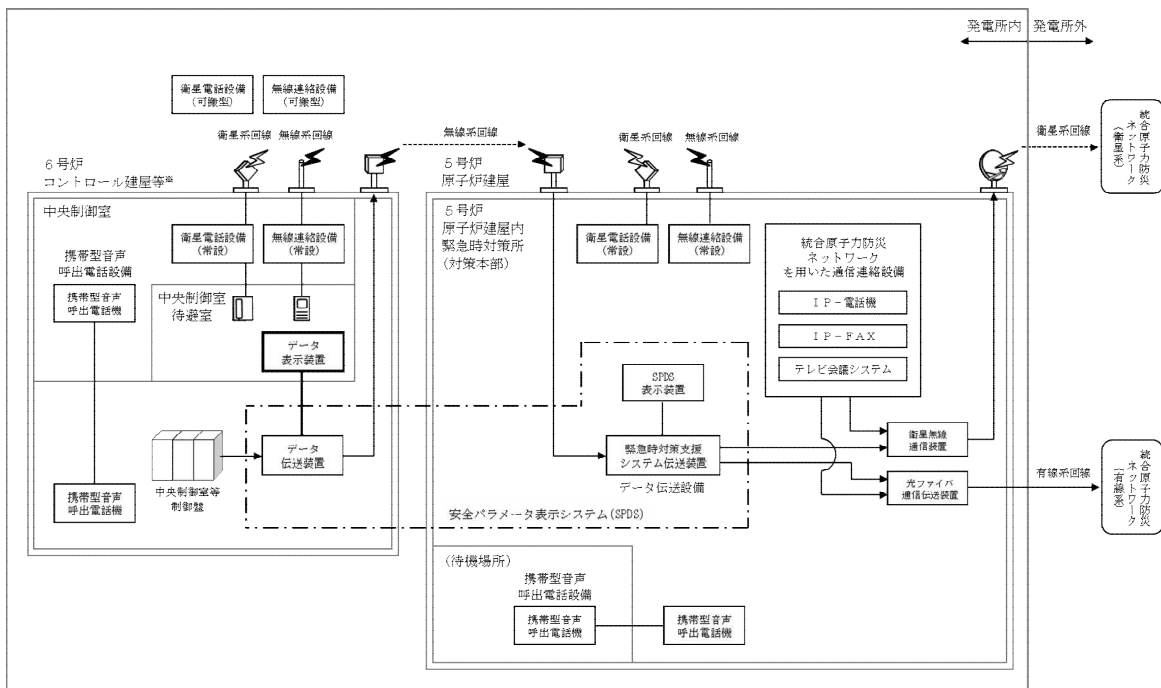 発電所内
発電所外
衛星電話設備
(可搬型)
無線連絡設備
(可搬型)
衛星系回線
無線系回線
無線系回線
衛星系回線
無線系回線
衛星系回線
統合原子力防災
ネットワーク
(衛星系)
6号炉
コントロール建屋等※
5号炉
原子炉建屋
中央制御室
衛星電話設備
(常設)
無線連絡設備
(常設)
携帯型音声
呼出電話設備
携帯型音声
呼出電話機
中央制御室
待避室
データ
表示装置
データ
伝送装置
中央制御室等
制御盤
携帯型音声
呼出電話機
5号炉
原子炉建屋内
緊急時対策所
(対策本部)
衛星電話設備
(常設)
無線連絡設備
(常設)
統合原子力防災
ネットワーク
を用いた通信連絡設備
IP-電話機
IP-FAX
テレビ会議システム
SPDS
表示装置
緊急時対策支援
システム伝送装置
データ伝送設備
衛星無線
通信装置
光ファイバ
通信伝送装置
有線系回線
統合原子力防災
ネットワーク
(有線系)
安全パラメータ表示システム(SPDS)
(待機場所)
携帯型音声
呼出電話設備
携帯型音声
呼出電話機
携帯型音声
呼出電話機